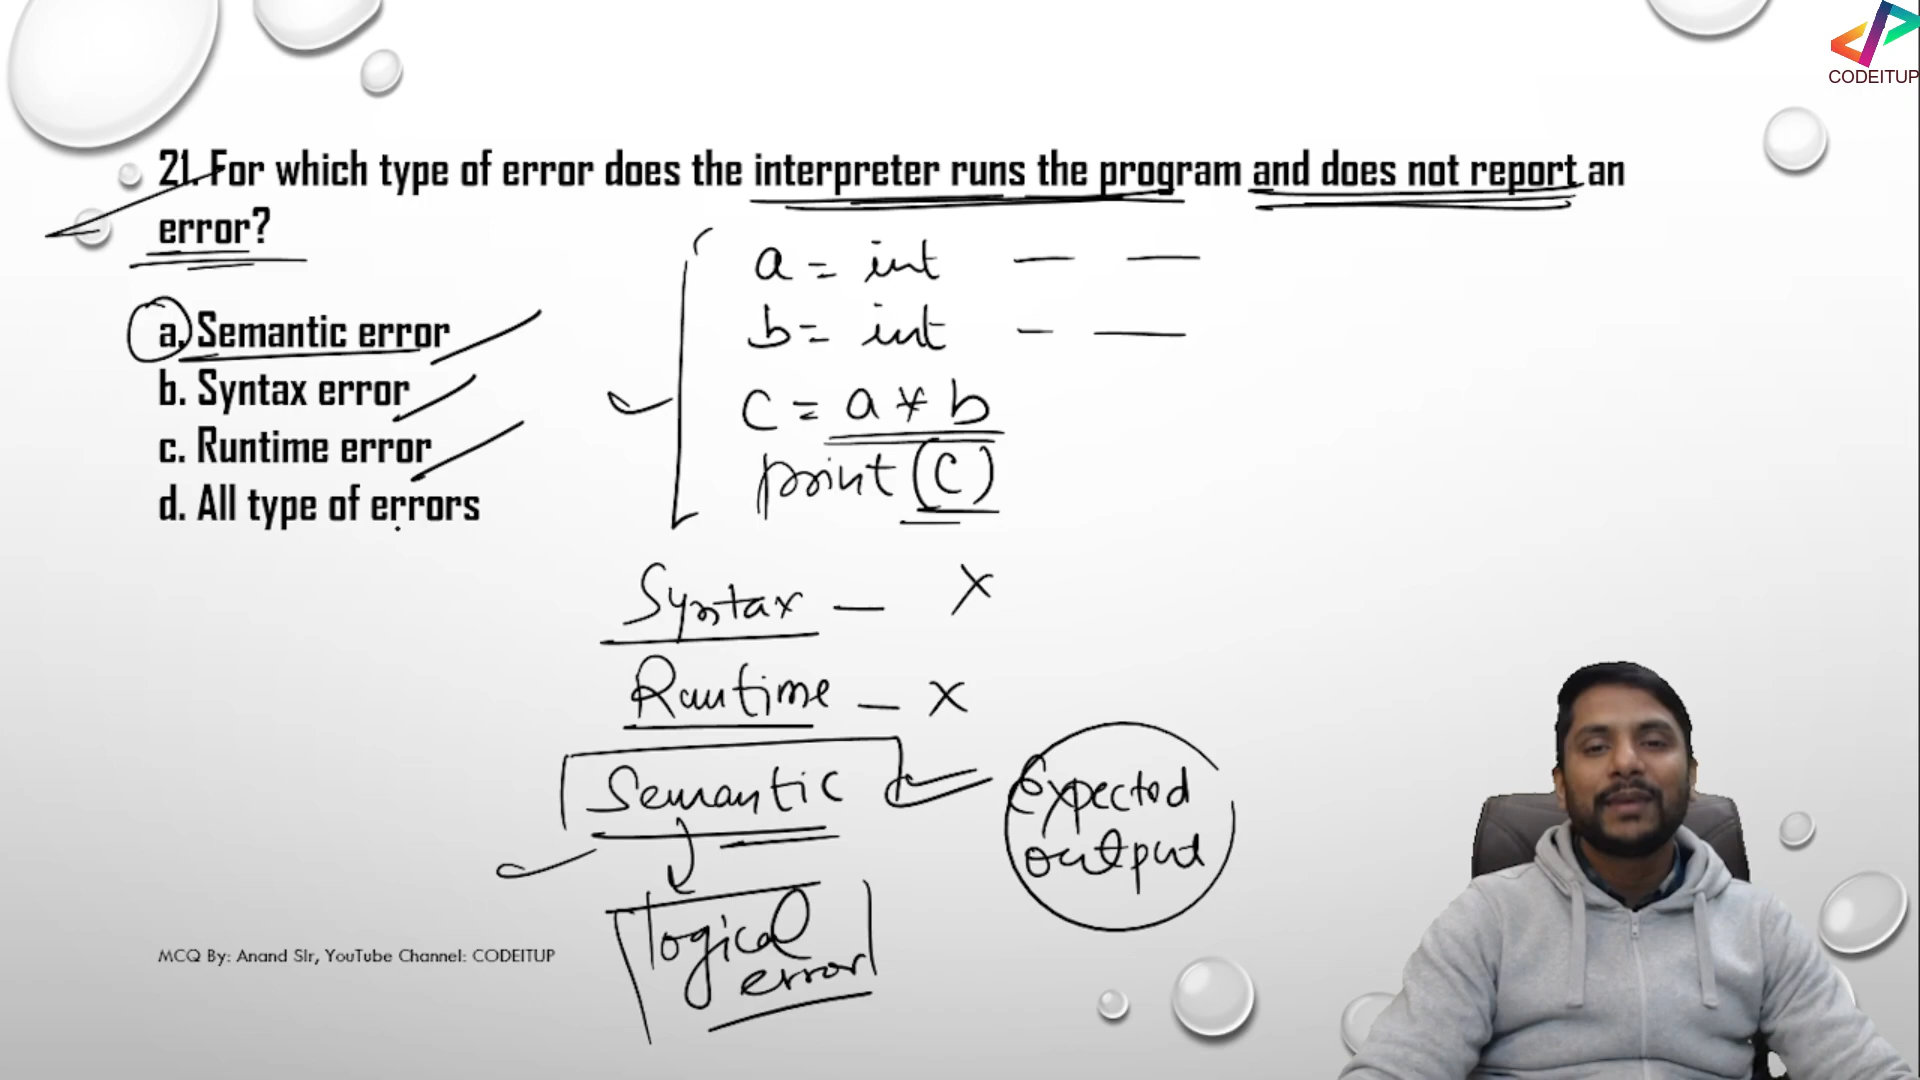 CODEITUP
21. For which type of error does the interpreter runs the program and does not report an
error?
a. Semantic error
b. Syntax error
c. Runtime error
d. All type of errors
a = int
b = int
c = a * b
print (c)
Syntax - x
Runtime - x
Semantic
Expected
output
logical
error
MCQ By: Anand SIr, YouTube Channel: CODEITUP